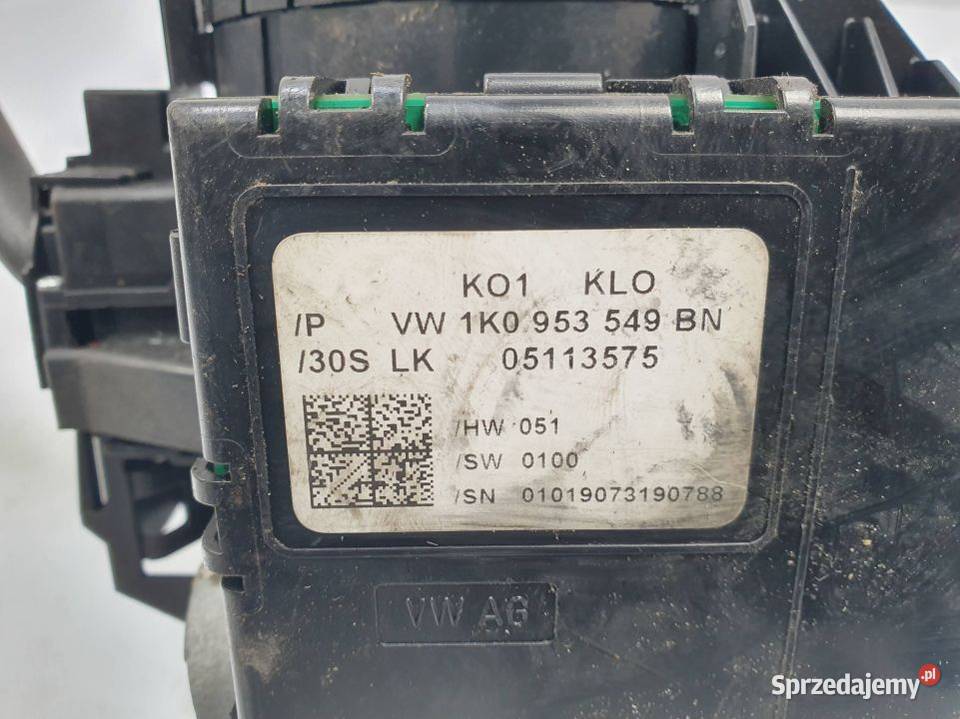 KO1 KLO
/P VW 1K0 953 549 BN
/30S LK 05113575
/HW 051
/SW 0100
/SN 01019073190788
VW AG
Sprzedajemy.pl